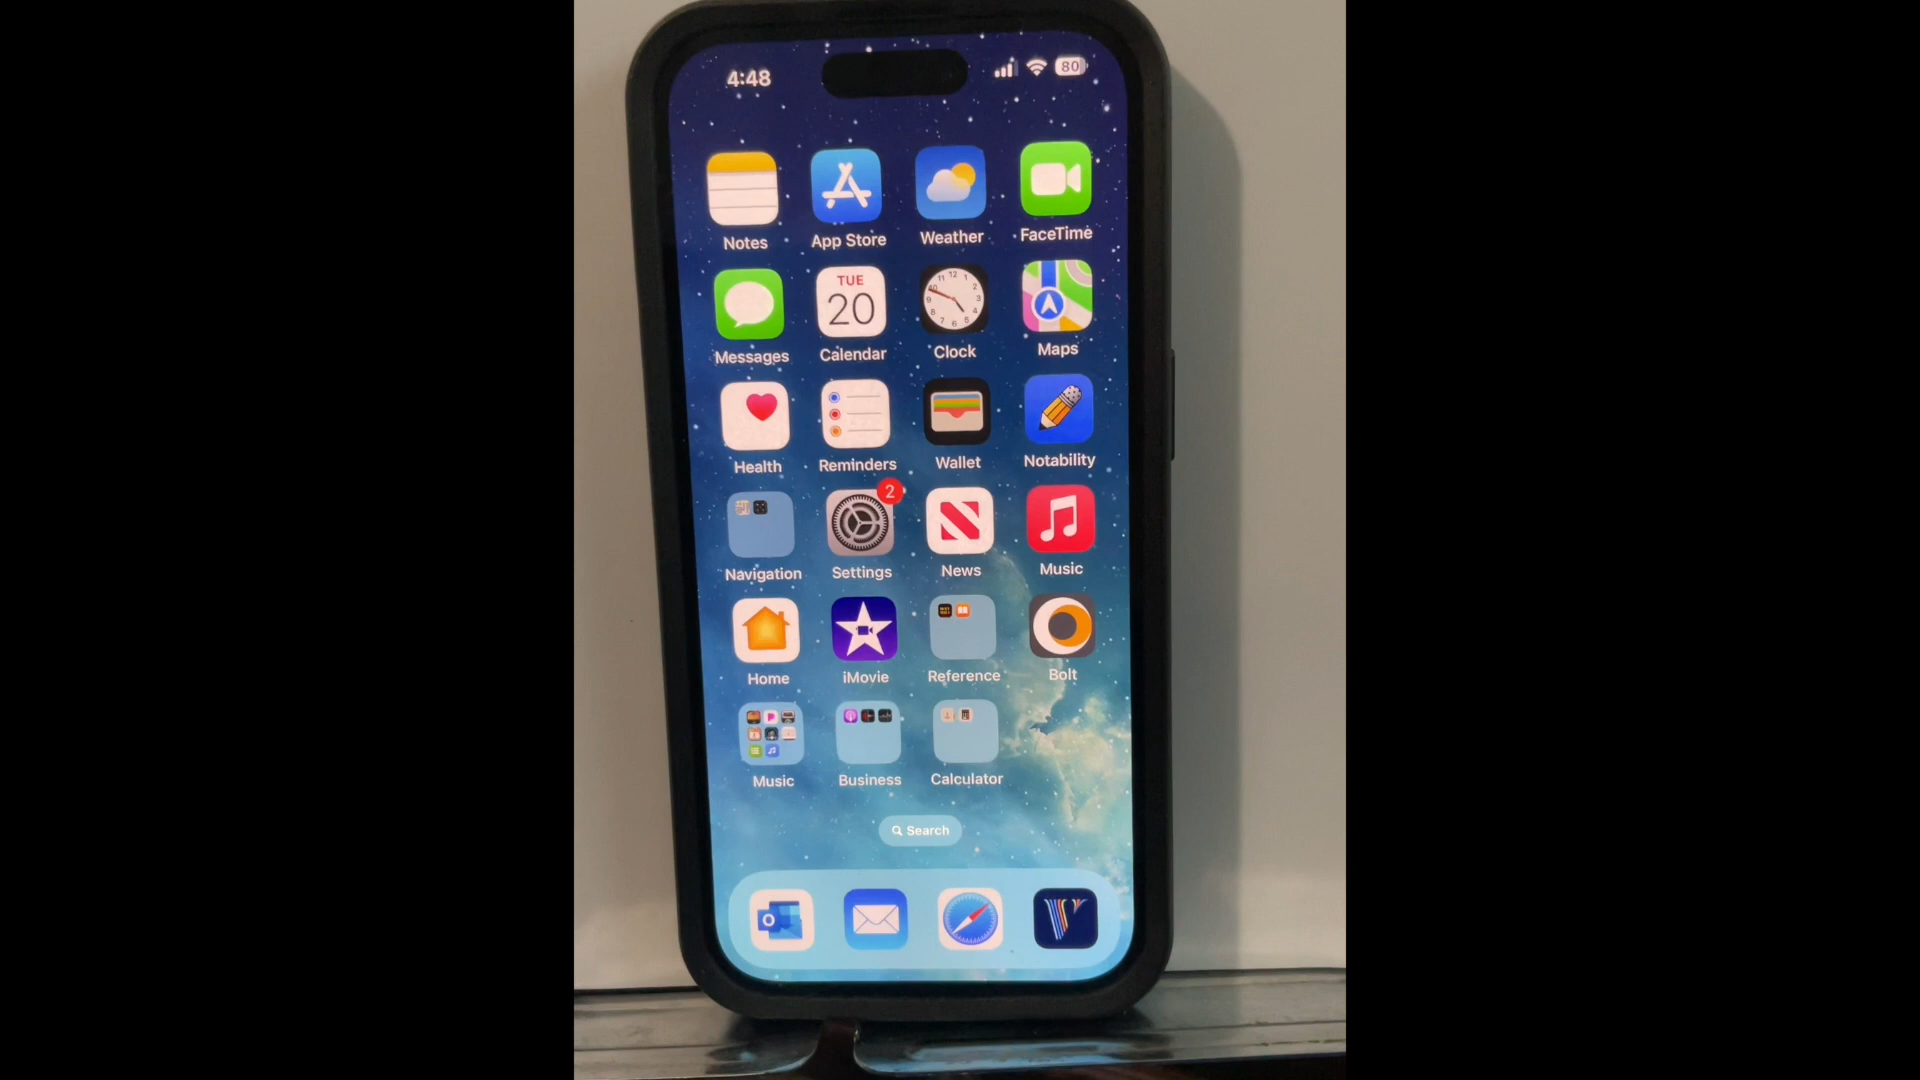 4:48
80
Notes App Store Weather FaceTime
TUE
20
Messages Calendar Clock Maps
Health Reminders Wallet Notability
2
Navigation Settings News Music
Home iMovie Reference Bolt
Music Business Calculator
Search